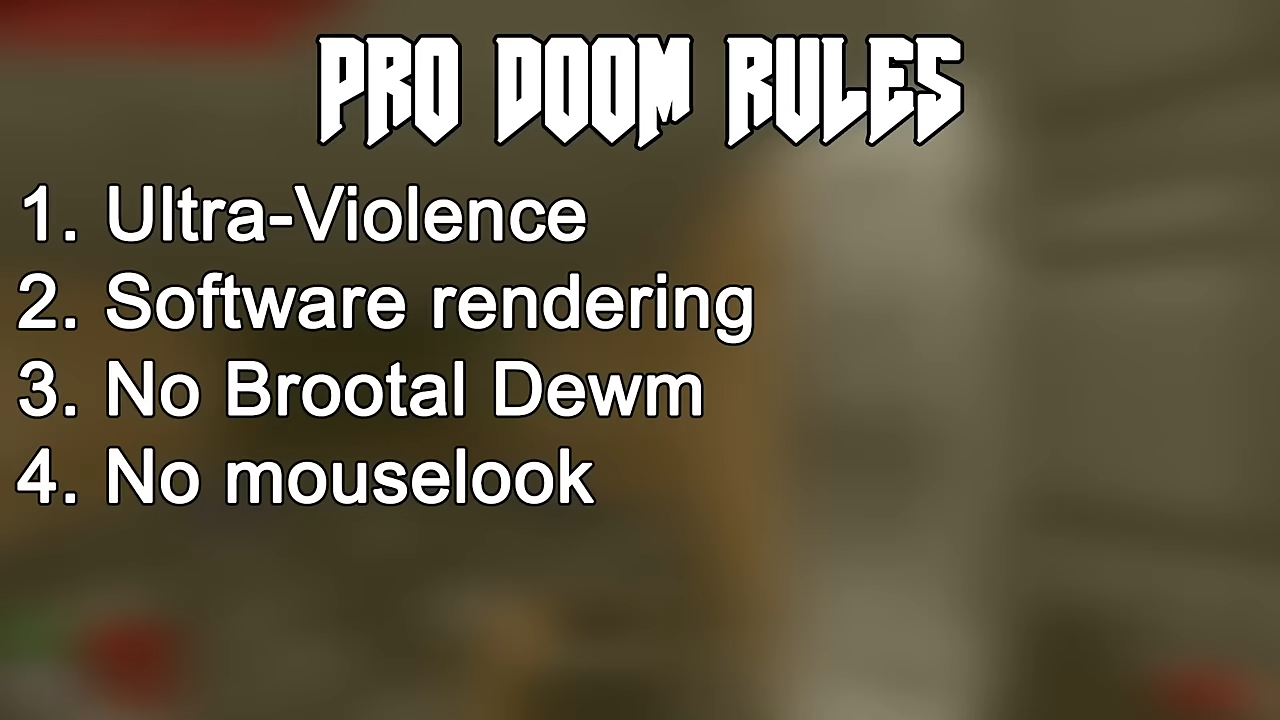 PRO DOOM RULES
1. Ultra-Violence
2. Software rendering
3. No Brootal Dewm
4. No mouselook